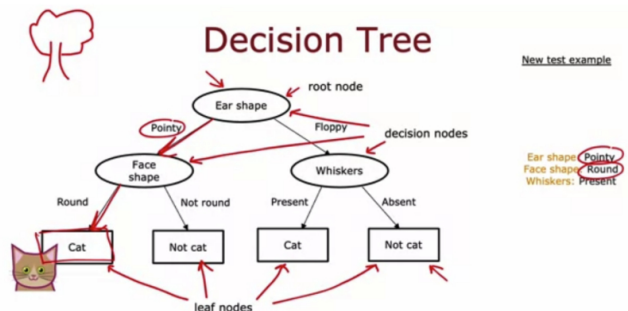 Decision Tree
New test example
root node
Ear shape
Pointy
Floppy
decision nodes
Ear shape: Pointy
Face shape: Round
Whiskers: Present
Face
shape
Whiskers
Round
Not round
Present
Absent
Cat
Not cat
Cat
Not cat
leaf nodes